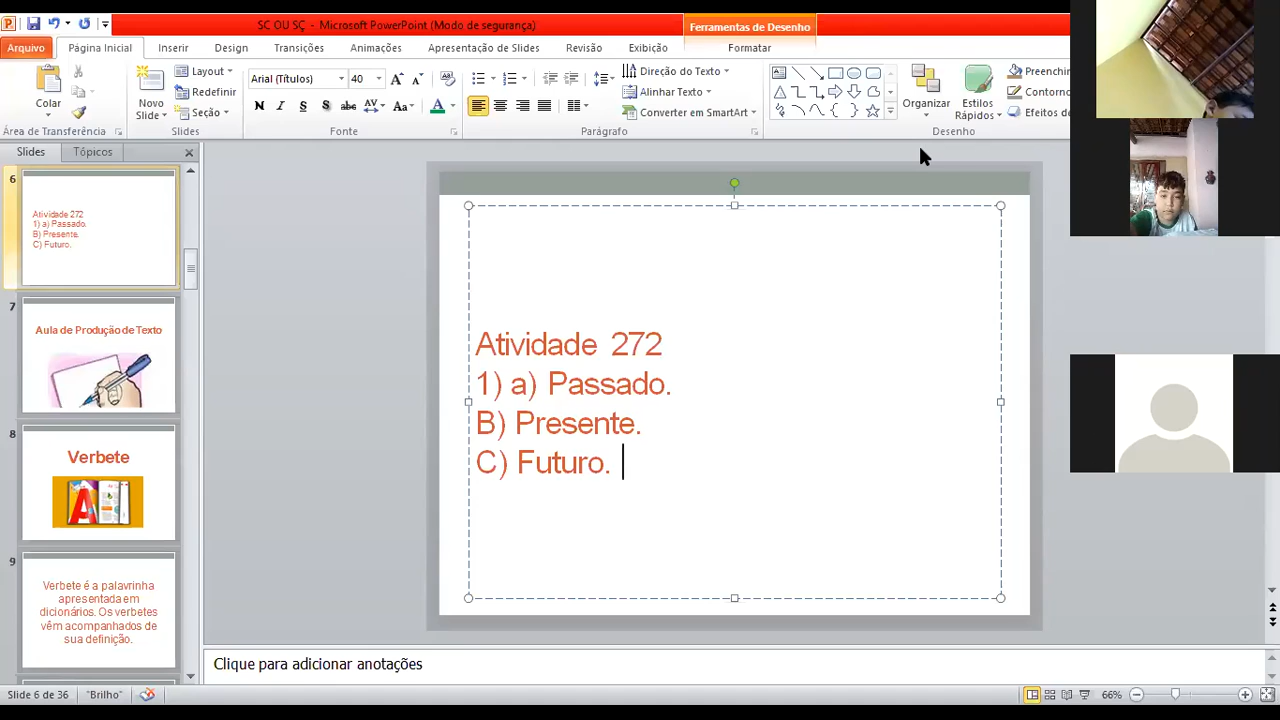 SC OU SÇ - Microsoft PowerPoint (Modo de segurança)
Ferramentas de Desenho
Arquivo
Página Inicial
Inserir
Design
Transições
Animações
Apresentação de Slides
Revisão
Exibição
Formatar
Colar
Área de Transferência
Novo Slide
Layout
Redefinir
Seção
Slides
Arial (Títulos)
40
Fonte
Direção do Texto
Alinhar Texto
Converter em SmartArt
Parágrafo
Organizar
Estilos Rápidos
Preenchi
Contorno
Efeitos d
Desenho
Slides
Tópicos
6
Atividade 272
1) a) Passado.
B) Presente.
C) Futuro.
7
Aula de Produção de Texto
8
Verbete
9
Verbete é a palavrinha
apresentada em
dicionários. Os verbetes
vêm acompanhados de
sua definição.
Atividade 272
1) a) Passado.
B) Presente.
C) Futuro.
Clique para adicionar anotações
Slide 6 de 36
"Brilho"
66%